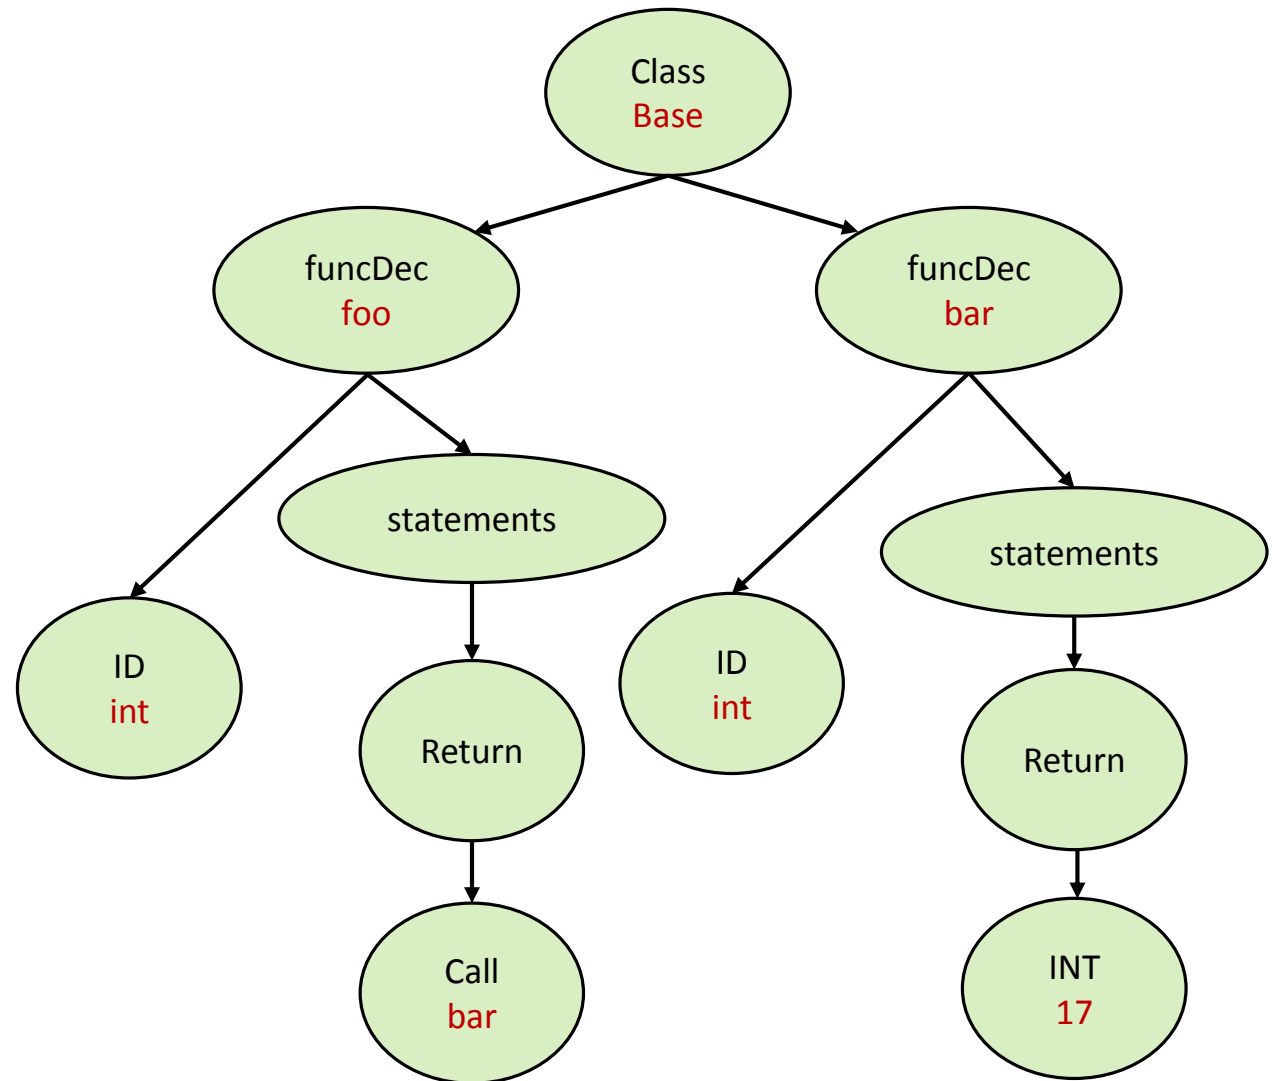 Class
Base
funcDec
foo
funcDec
bar
statements
statements
ID
int
ID
int
Return
Return
Call
bar
INT
17